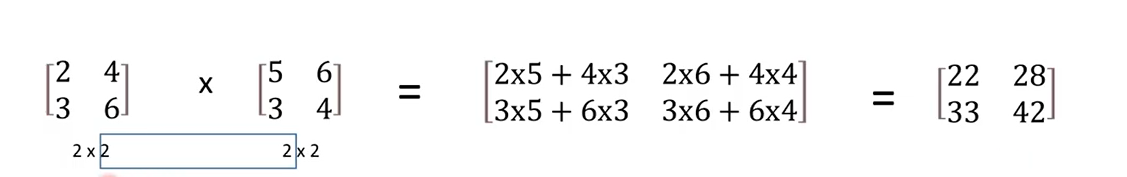 [2 4] x [5 6] = [2x5 + 4x3 2x6 + 4x4] = [22 28]
[3 6] [3 4] [3x5 + 6x3 3x6 + 6x4] [33 42]
2 x 2 2 x 2